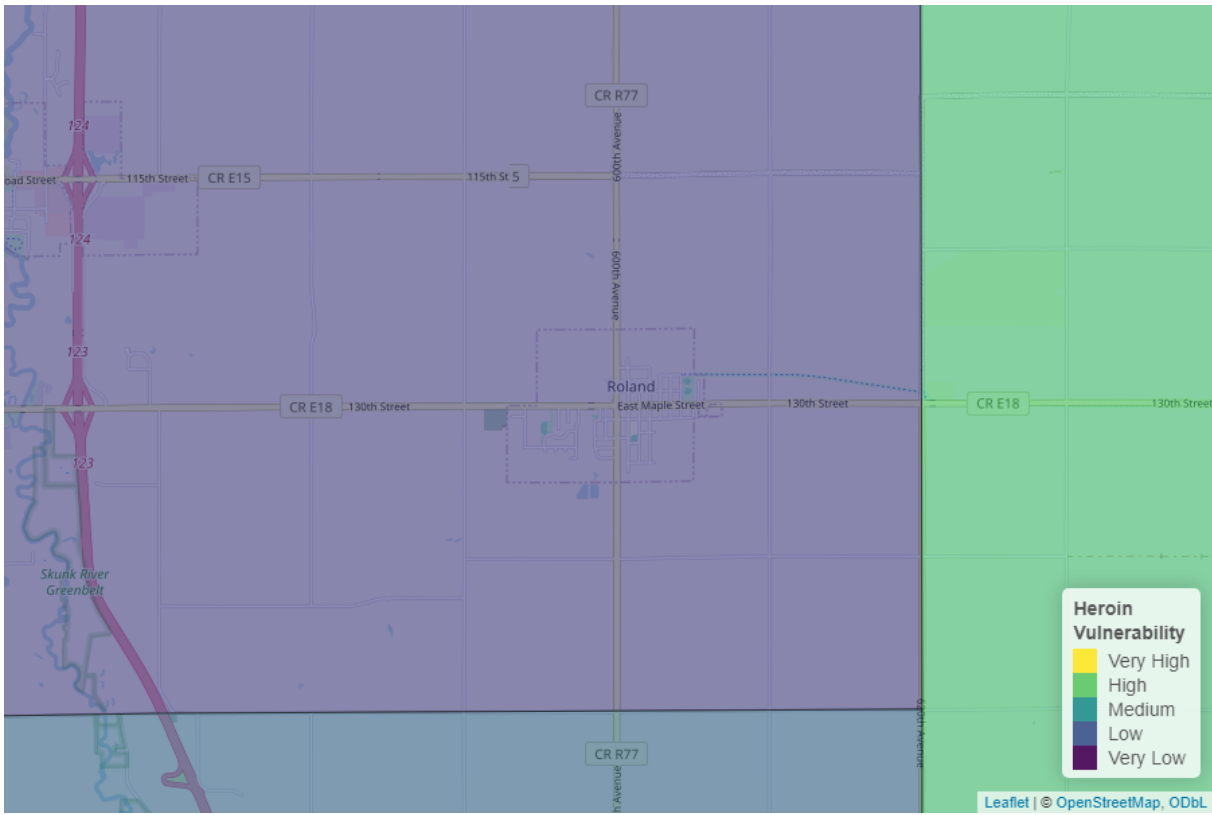 CR R77
124
600th Avenue
oad Street
115th Street
CR E15
115th St
5
124
600th Avenue
123
Roland
CR E18
130th Street
East Maple Street
130th Street
CR E18
130th Street
123
Skunk River
Greenbelt
Heroin
Vulnerability
Very High
High
Medium
Low
Very Low
CR R77
h Avenue
Leaflet | © OpenStreetMap, ODbL